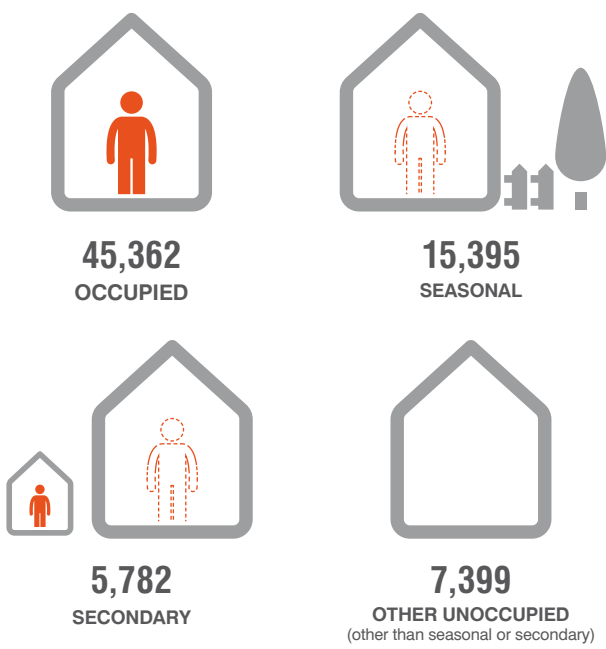 45,362
OCCUPIED
15,395
SEASONAL
5,782
SECONDARY
7,399
OTHER UNOCCUPIED
(other than seasonal or secondary)